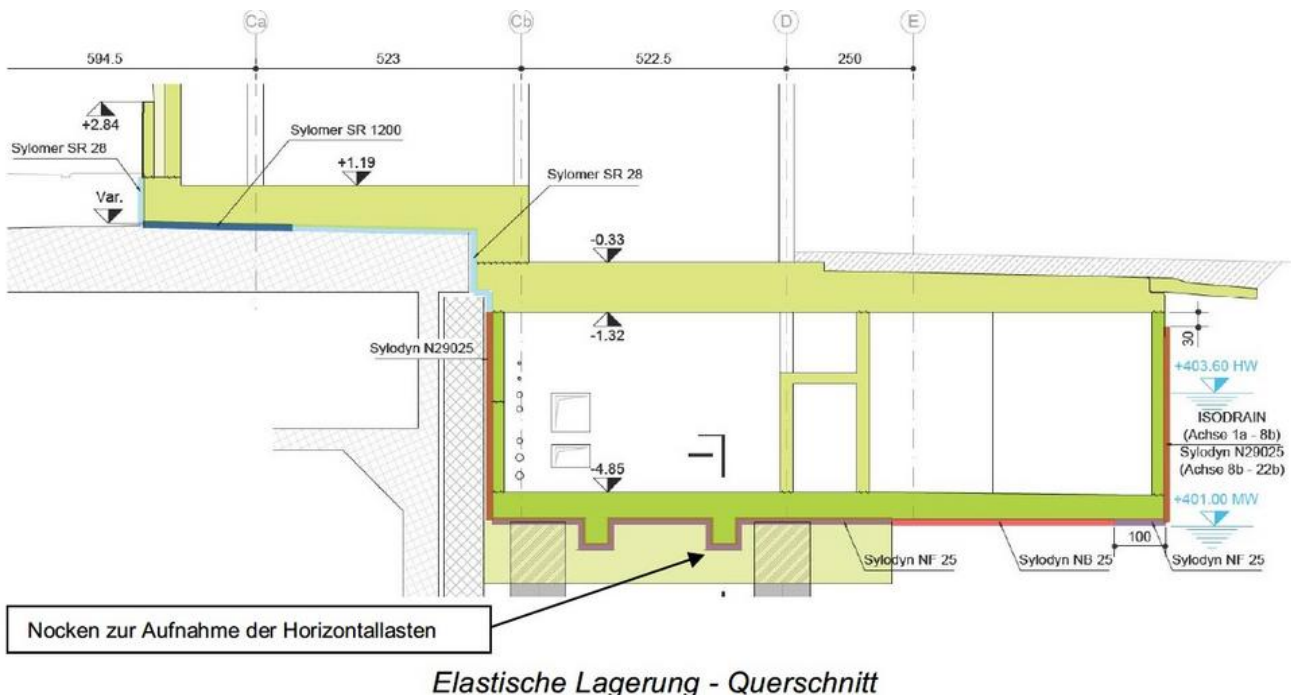 Ca
Cb
D
E
594.5
523
522.5
250
+2.84
Sylomer SR 1200
Sylomer SR 28
+1.19
Sylomer SR 28
Var.
-0.33
-1.32
30
Sylodyn N29025
+403.60 HW
ISODRAIN
(Achse 1a - 8b)
Sylodyn N29025
(Achse 8b - 22b)
-4.85
+401.00 MW
100
Sylodyn NF 25
Sylodyn NB 25
Sylodyn NF 25
Nocken zur Aufnahme der Horizontallasten
Elastische Lagerung - Querschnitt